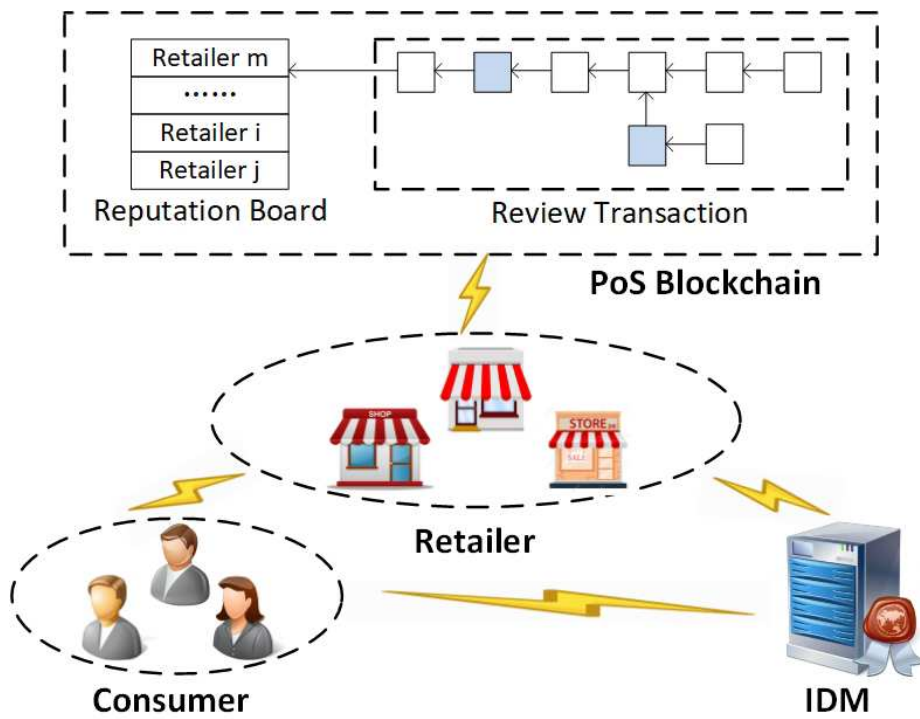 Retailer m
······
Retailer i
Retailer j
Reputation Board
Review Transaction
PoS Blockchain
SHOP
STORE
SALE
Retailer
Consumer
IDM